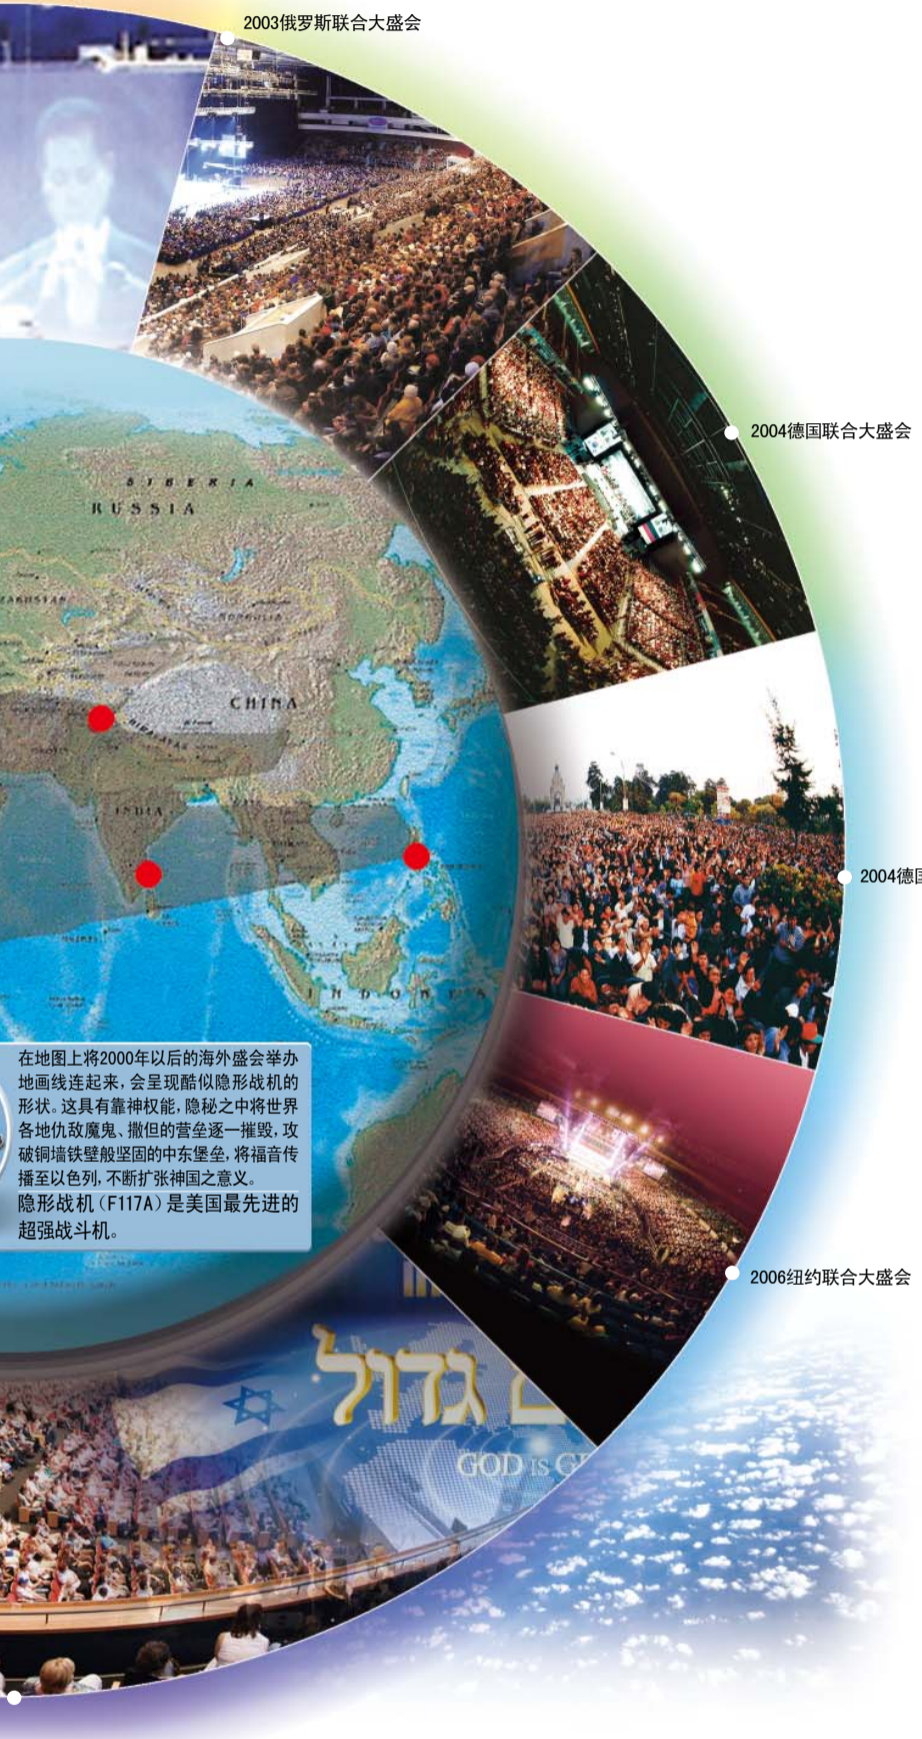 2003俄罗斯联合大盛会
2004德国联合大盛会
SIBERIA
RUSSIA
MONGOLIA
CHINA
HIMALAYAS
INDIA
2004德国
在地图上将2000年以后的海外盛会举办
地画线连起来，会呈现酷似隐形战机的
形状。这具有靠神权能，隐秘之中将世界
各地仇敌魔鬼、撒但的营垒逐一摧毁，攻
破铜墙铁壁般坚固的中东堡垒，将福音传
播至以色列，不断扩张神国之意义。
隐形战机（F117A）是美国最先进的
超强战斗机。
2006纽约联合大盛会
גדול
GOD IS G